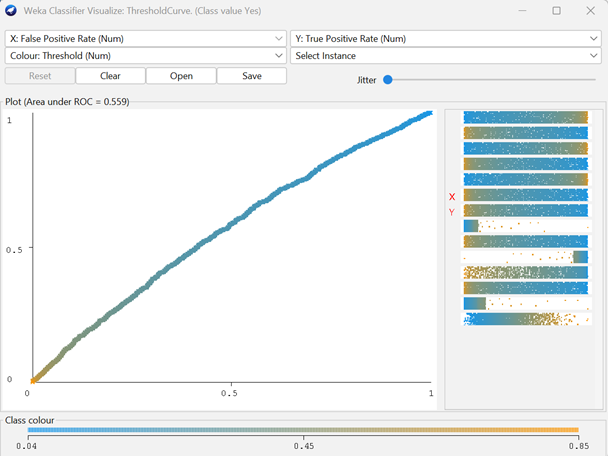 Weka Classifier Visualize: ThresholdCurve. (Class value Yes)
X: False Positive Rate (Num)
Y: True Positive Rate (Num)
Colour: Threshold (Num)
Select Instance
Reset
Clear
Open
Save
Jitter
Plot (Area under ROC = 0.559)
1
0.5
0
0
0.5
1
X
Y
Class colour
0.04
0.45
0.85